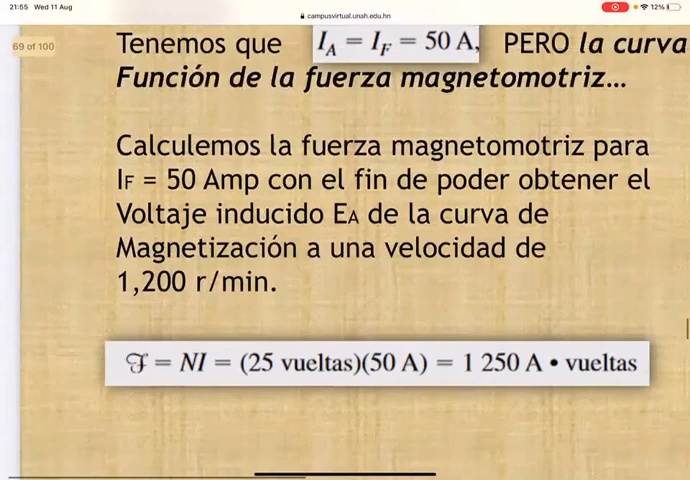 21:55 Wed 11 Aug
12%
campusvirtual.unah.edu.hn
69 of 100
Tenemos que I_A = I_F = 50 A, PERO la curva
Función de la fuerza magnetomotriz...
Calculemos la fuerza magnetomotriz para
IF = 50 Amp con el fin de poder obtener el
Voltaje inducido EA de la curva de
Magnetización a una velocidad de
1,200 r/min.
ℱ = NI = (25 vueltas)(50 A) = 1 250 A • vueltas